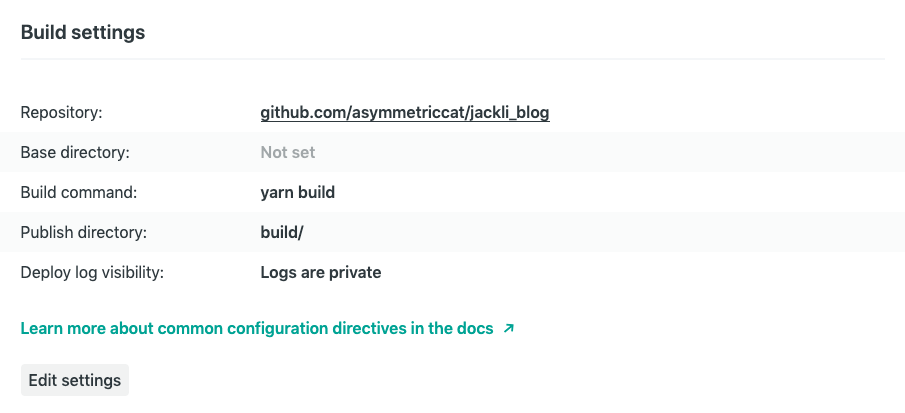 Build settings
Repository: github.com/asymmetriccat/jackli_blog
Base directory: Not set
Build command: yarn build
Publish directory: build/
Deploy log visibility: Logs are private
Learn more about common configuration directives in the docs ↗
Edit settings